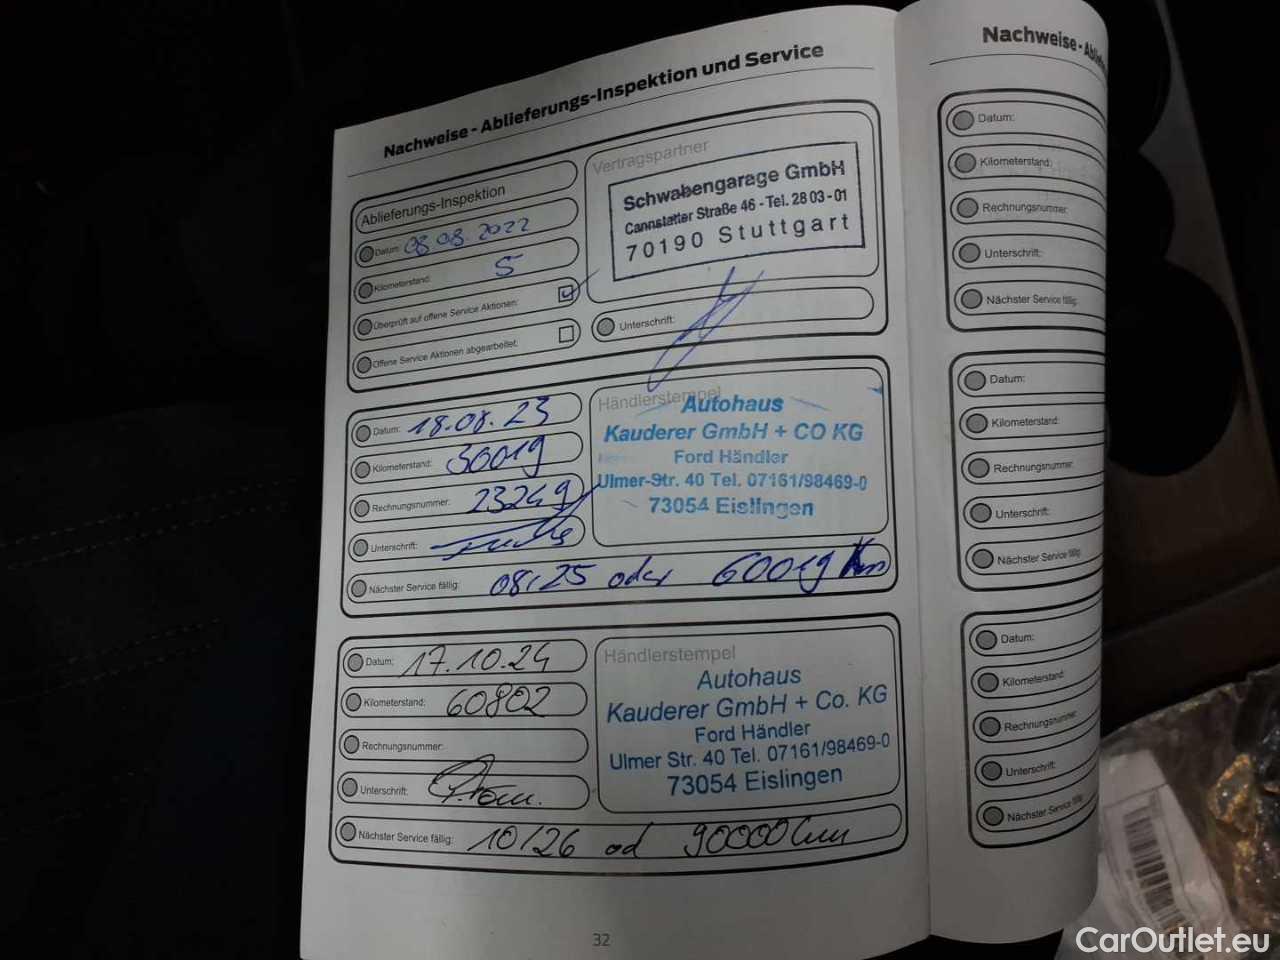 Nachweise - Ablieferungs-Inspektion und Service
Ablieferungs-Inspektion
Datum: 08.08.2022
Kilometerstand: 5
Überprüft auf offene Service Aktionen:
Offene Service Aktionen abgearbeitet:
Vertragspartner
Schwabengarage GmbH
Cannstatter Straße 46 - Tel. 28 03 - 01
70190 Stuttgart
Unterschrift:
Datum: 18.08.23
Kilometerstand: 30019
Rechnungsnummer: 23249
Unterschrift:
Nächster Service fällig: 08/25 oder 60019 km
Händlerstempel
Autohaus
Kauderer GmbH + CO KG
Ford Händler
Ulmer-Str. 40 Tel. 07161/98469-0
73054 Eislingen
Datum: 17.10.24
Kilometerstand: 60802
Rechnungsnummer:
Unterschrift:
Nächster Service fällig: 10/26 od 90000 km
Händlerstempel
Autohaus
Kauderer GmbH + Co. KG
Ford Händler
Ulmer Str. 40 Tel. 07161/98469-0
73054 Eislingen
32
Nachweise -
Datum:
Kilometerstand:
Rechnungsnummer:
Unterschrift:
Nächster Service fällig:
Datum:
Kilometerstand:
Rechnungsnummer:
Unterschrift:
Nächster Service fällig:
Datum:
Kilometerstand:
Rechnungsnummer:
Unterschrift:
Nächster Service fällig:
CarOutlet.eu